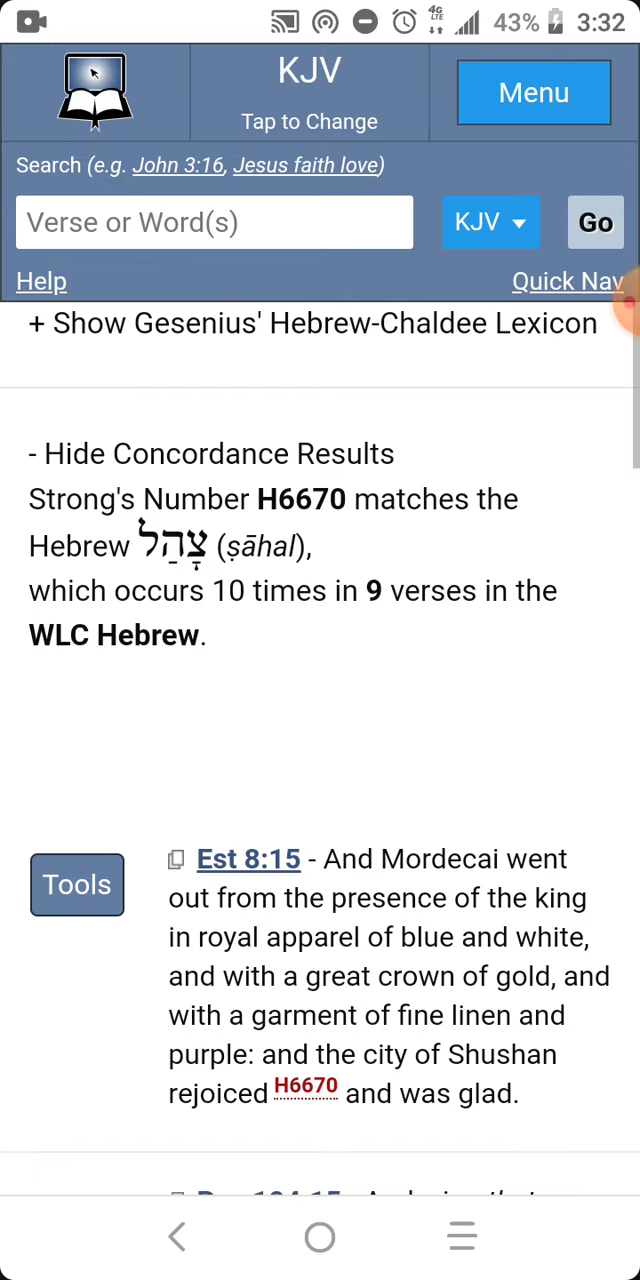 4G
LTE
43%
3:32
KJV
Tap to Change
Menu
Search (e.g. John 3:16, Jesus faith love)
Verse or Word(s)
KJV
Go
Help
Quick Nav
+ Show Gesenius' Hebrew-Chaldee Lexicon
- Hide Concordance Results
Strong's Number H6670 matches the
Hebrew צָהַל (ṣāhal),
which occurs 10 times in 9 verses in the
WLC Hebrew.
Tools
Est 8:15 - And Mordecai went
out from the presence of the king
in royal apparel of blue and white,
and with a great crown of gold, and
with a garment of fine linen and
purple: and the city of Shushan
rejoiced H6670 and was glad.